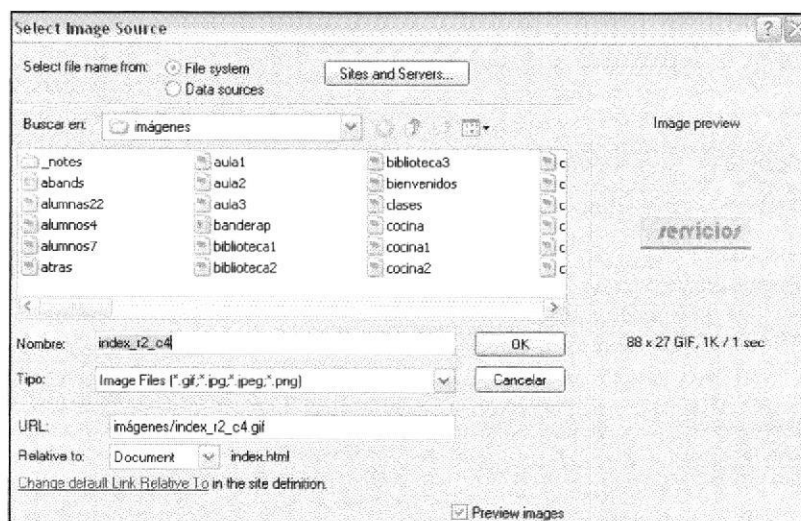 Select Image Source
Select file name from: File system
Data sources
Sites and Servers...
Buscar en: imágenes
Image preview
_notes
abands
alumnas22
alumnos4
alumnos7
atras
aula1
aula2
aula3
banderap
biblioteca1
biblioteca2
biblioteca3
bienvenidos
clases
cocina
cocina1
cocina2
c
c
c
c
c
c
servicios
Nombre: index_r2_c4 OK
88 x 27 GIF, 1K / 1 sec
Tipo: Image Files (*.gif;*.jpg;*.jpeg;*.png) Cancelar
URL: imágenes/index_r2_c4.gif
Relative to: Document index.html
Change default Link Relative To in the site definition.
Preview images